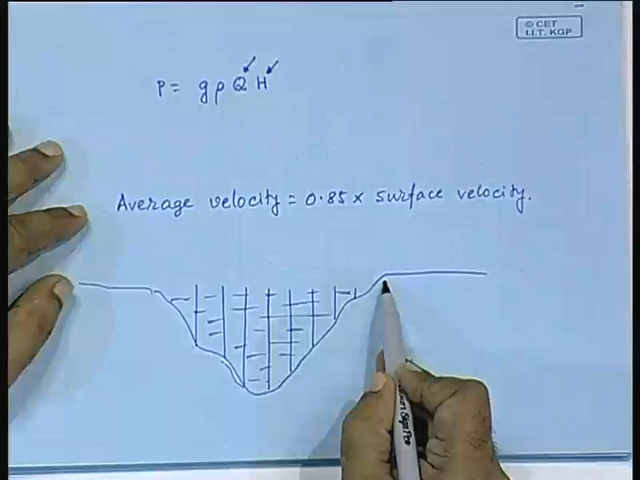 © CET
I.I.T. KGP
P = gρQH
Average velocity = 0.85 x surface velocity.